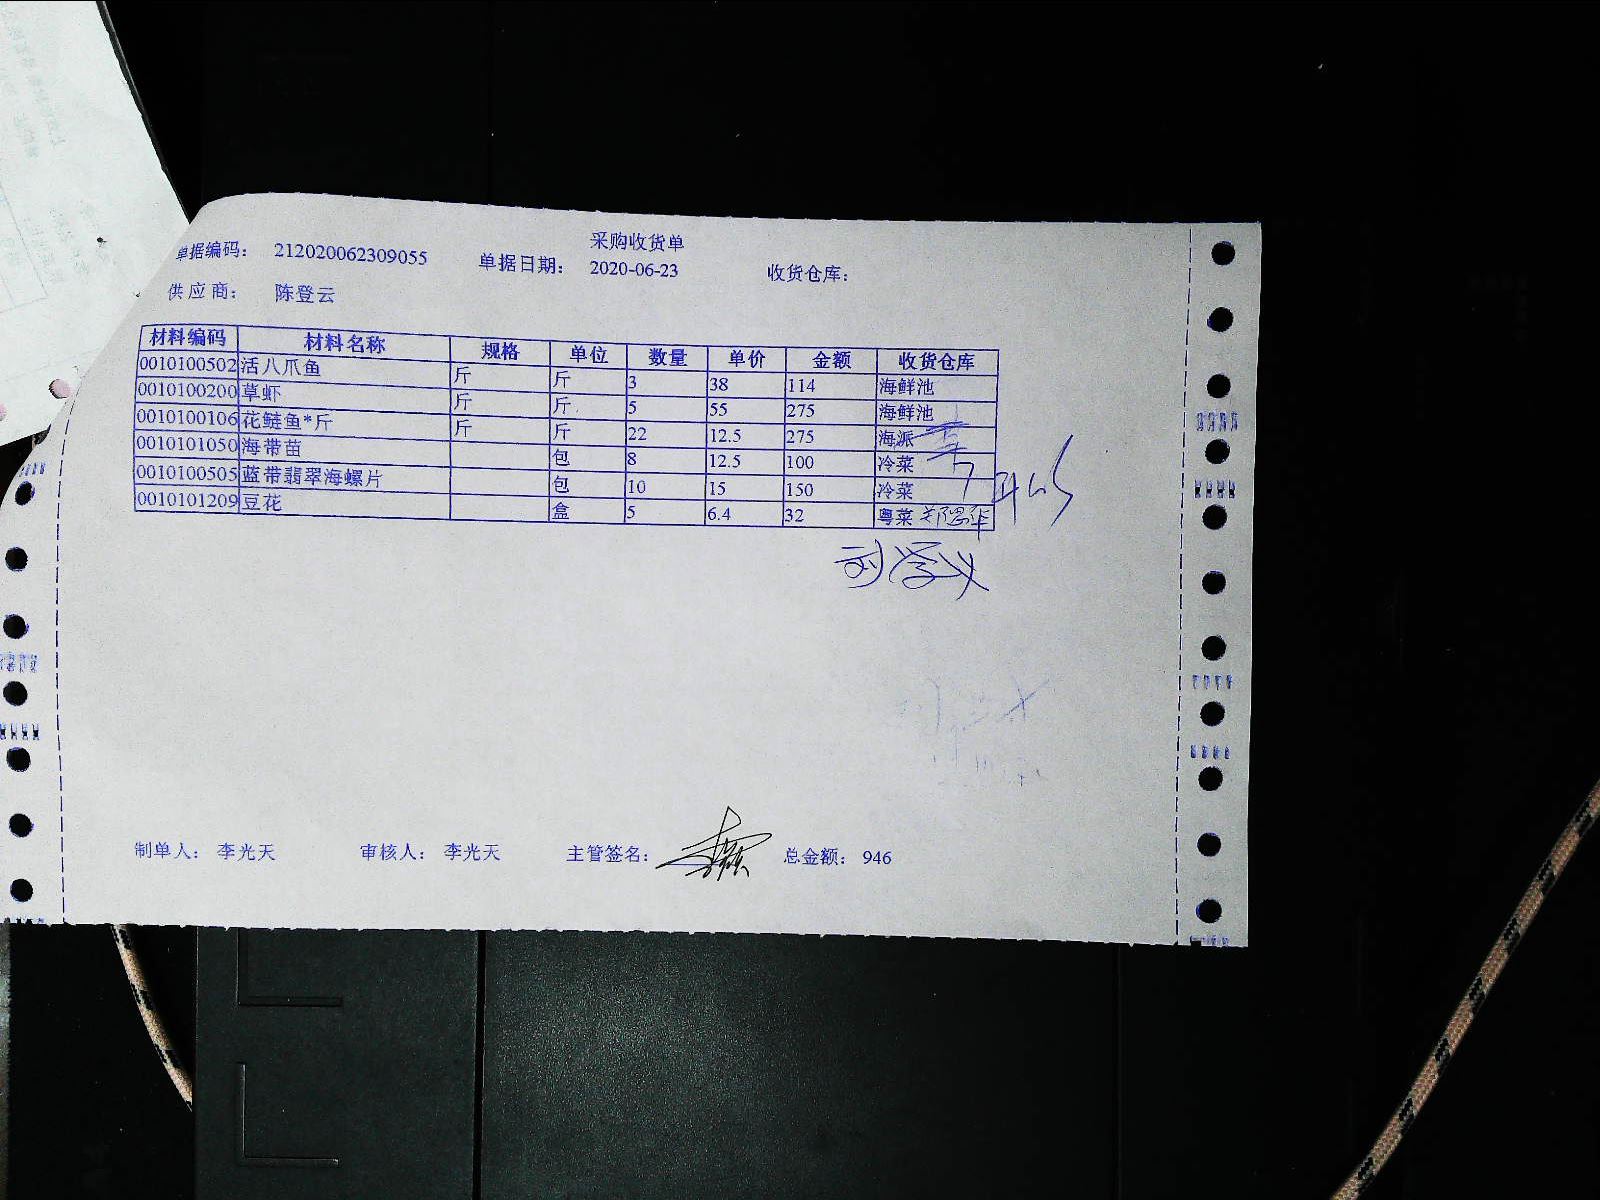 采购收货单
单据编码： 212020062309055 单据日期： 2020-06-23 收货仓库：
供应商： 陈登云
材料编码 材料名称 规格 单位 数量 单价 金额 收货仓库
0010100502 活八爪鱼 斤 斤 3 38 114 海鲜池
0010100200 草虾 斤 斤 5 55 275 海鲜池
0010100106 花鲢鱼*斤 斤 斤 22 12.5 275 海派
0010101050 海带苗 包 8 12.5 100 冷菜
0010100505 蓝带翡翠海螺片 包 10 15 150 冷菜
0010101209 豆花 盒 5 6.4 32 粤菜
刘学义
制单人： 李光天 审核人： 李光天 主管签名： 总金额： 946